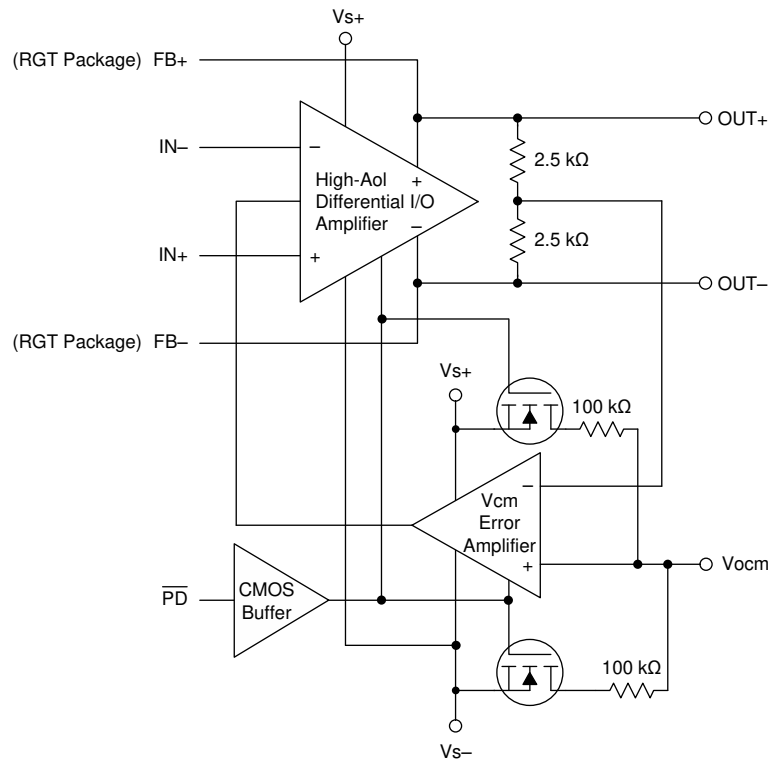 Vs+
(RGT Package) FB+
OUT+
IN–
–
2.5 kΩ
High-Aol
+
Differential I/O
Amplifier
–
2.5 kΩ
IN+
+
OUT–
(RGT Package) FB–
Vs+
100 kΩ
–
Vcm
Error
Amplifier
+
Vocm
PD
CMOS
Buffer
100 kΩ
Vs–